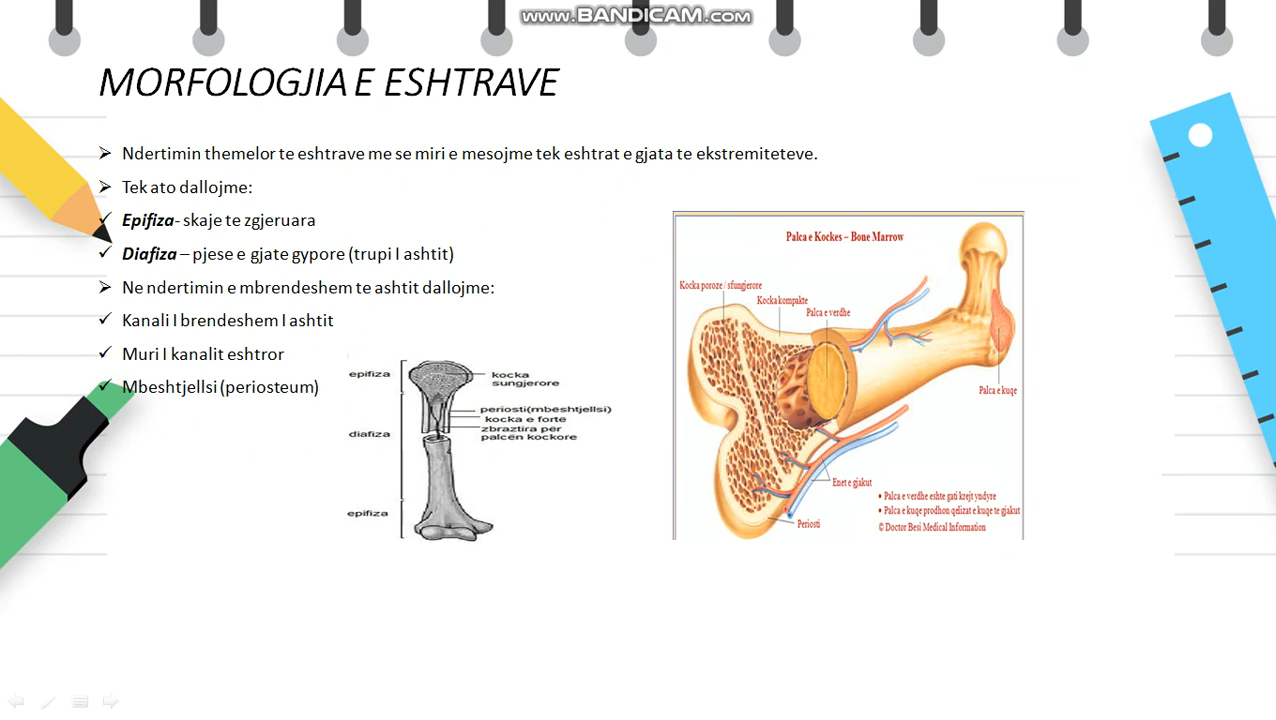 www.BANDICAM.com
MORFOLOGJIA E ESHTRAVE
Ndertimin themelor te eshtrave me se miri e mesojme tek eshtrat e gjata te ekstremiteteve.
Tek ato dallojme:
Epifiza- skaje te zgjeruara
Diafiza – pjese e gjate gypore (trupi I ashtit)
Ne ndertimin e mbrendeshem te ashtit dallojme:
Kanali I brendeshem I ashtit
Muri I kanalit eshtror
Mbeshtjellsi (periosteum)
epifiza
kocka
sungjerore
periosti(mbështjellsi)
kocka e fortë
zbraztira për
palcën kockore
diafiza
epifiza
Palca e Kockes – Bone Marrow
Kocka poroze / sfungjerore
Kocka kompakte
Palca e verdhe
Palca e kuqe
Enet e gjakut
Periosti
• Palca e verdhe eshte gati krejt yndyre
• Palca e kuqe prodhon qelizat e kuqe te gjakut
© Doctor Besi Medical Information